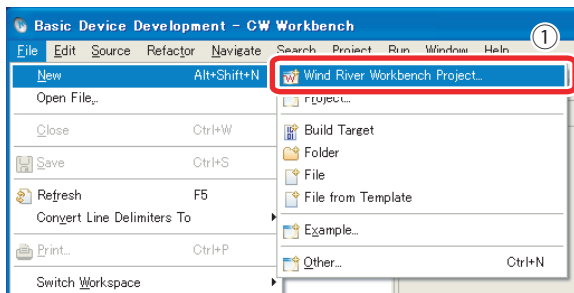 Basic Device Development - CW Workbench
File Edit Source Refactor Navigate Search Project Run Window Help
1
New Alt+Shift+N
Wind River Workbench Project...
Open File...
Project...
Close Ctrl+W
Build Target
Folder
Save Ctrl+S
File
Refresh F5
File from Template
Convert Line Delimiters To
Example...
Print... Ctrl+P
Other... Ctrl+N
Switch Workspace